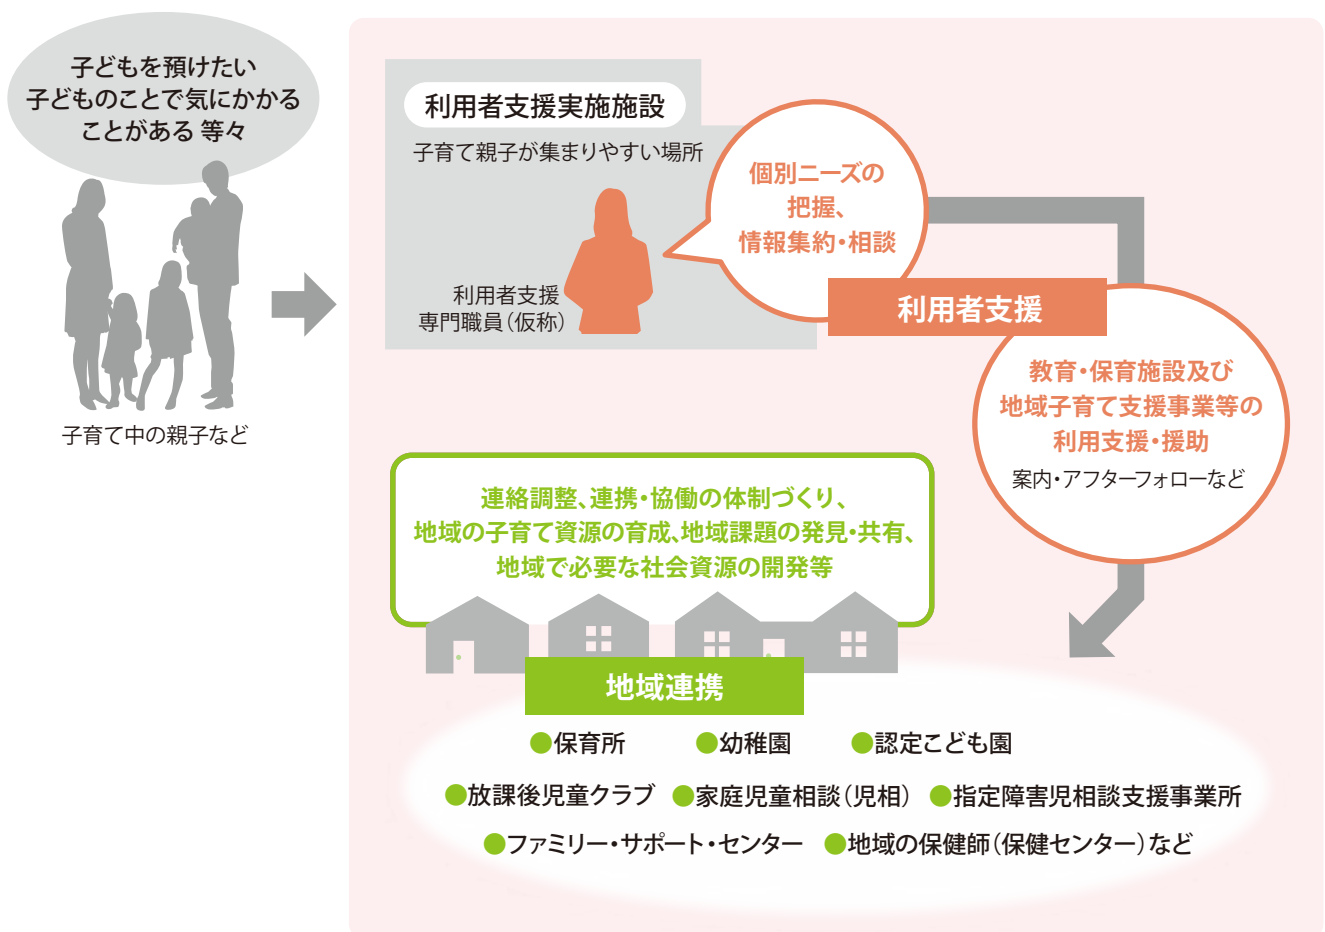 子どもを預けたい
子どものことで気にかかる
ことがある 等々
子育て中の親子など
利用者支援実施施設
子育て親子が集まりやすい場所
利用者支援
専門職員（仮称）
個別ニーズの
把握、
情報集約・相談
利用者支援
教育・保育施設及び
地域子育て支援事業等の
利用支援・援助
案内・アフターフォローなど
連絡調整、連携・協働の体制づくり、
地域の子育て資源の育成、地域課題の発見・共有、
地域で必要な社会資源の開発等
地域連携
●保育所 ●幼稚園 ●認定こども園
●放課後児童クラブ ●家庭児童相談（児相） ●指定障害児相談支援事業所
●ファミリー・サポート・センター ●地域の保健師（保健センター）など